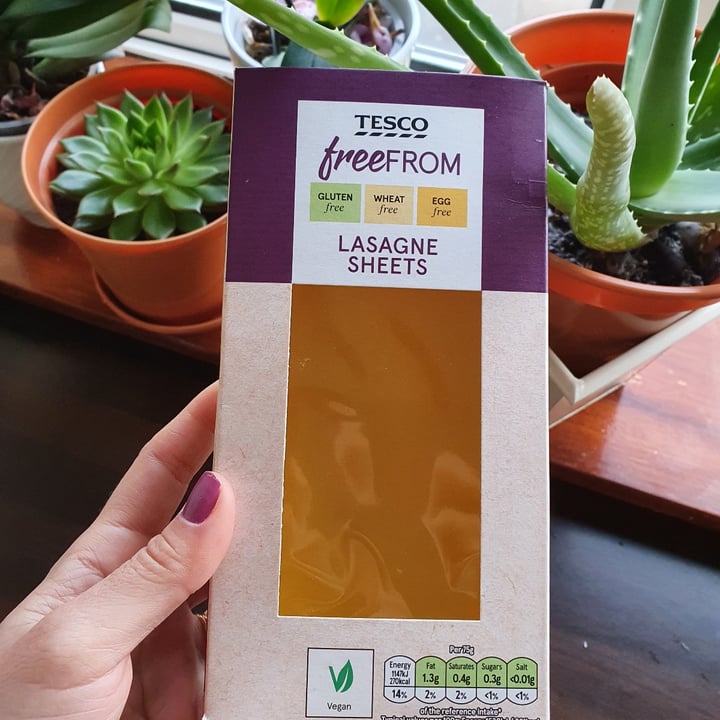 TESCO
freeFROM
GLUTEN free
WHEAT free
EGG free
LASAGNE
SHEETS
Per 75g
Energy
1147kJ
270kcal
14%
Fat
1.3g
2%
Saturates
0.4g
2%
Sugars
0.3g
<1%
Salt
<0.01g
<1%
of the reference intake*
Vegan